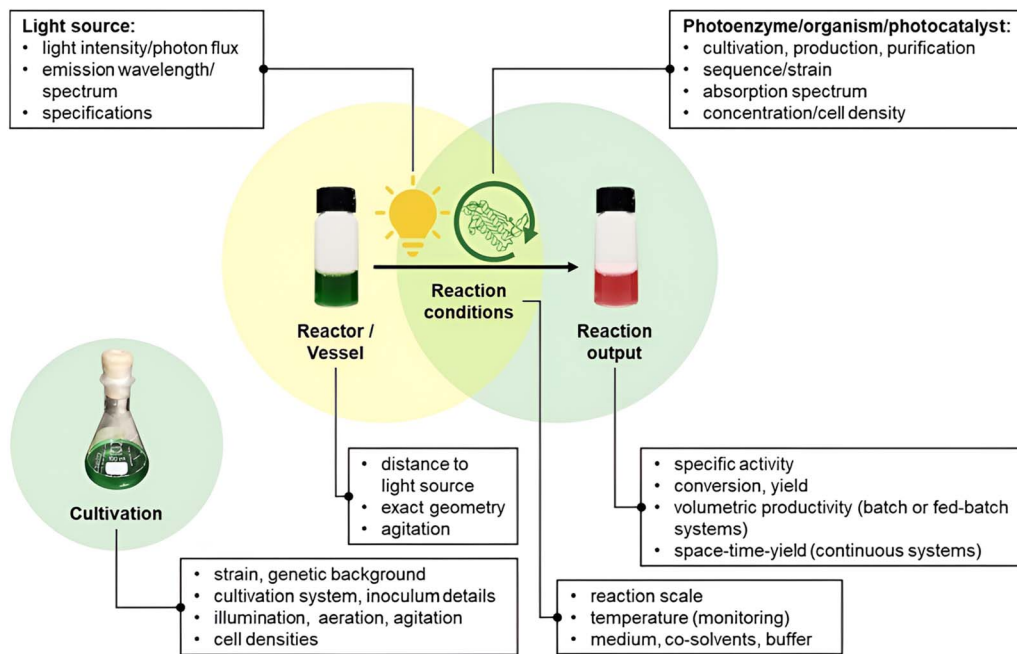 Light source:
• light intensity/photon flux
• emission wavelength/
spectrum
• specifications
Photoenzyme/organism/photocatalyst:
• cultivation, production, purification
• sequence/strain
• absorption spectrum
• concentration/cell density
Reaction
conditions
Reactor /
Vessel
Reaction
output
Cultivation
• distance to
light source
• exact geometry
• agitation
• specific activity
• conversion, yield
• volumetric productivity (batch or fed-batch
systems)
• space-time-yield (continuous systems)
• strain, genetic background
• cultivation system, inoculum details
• illumination, aeration, agitation
• cell densities
• reaction scale
• temperature (monitoring)
• medium, co-solvents, buffer